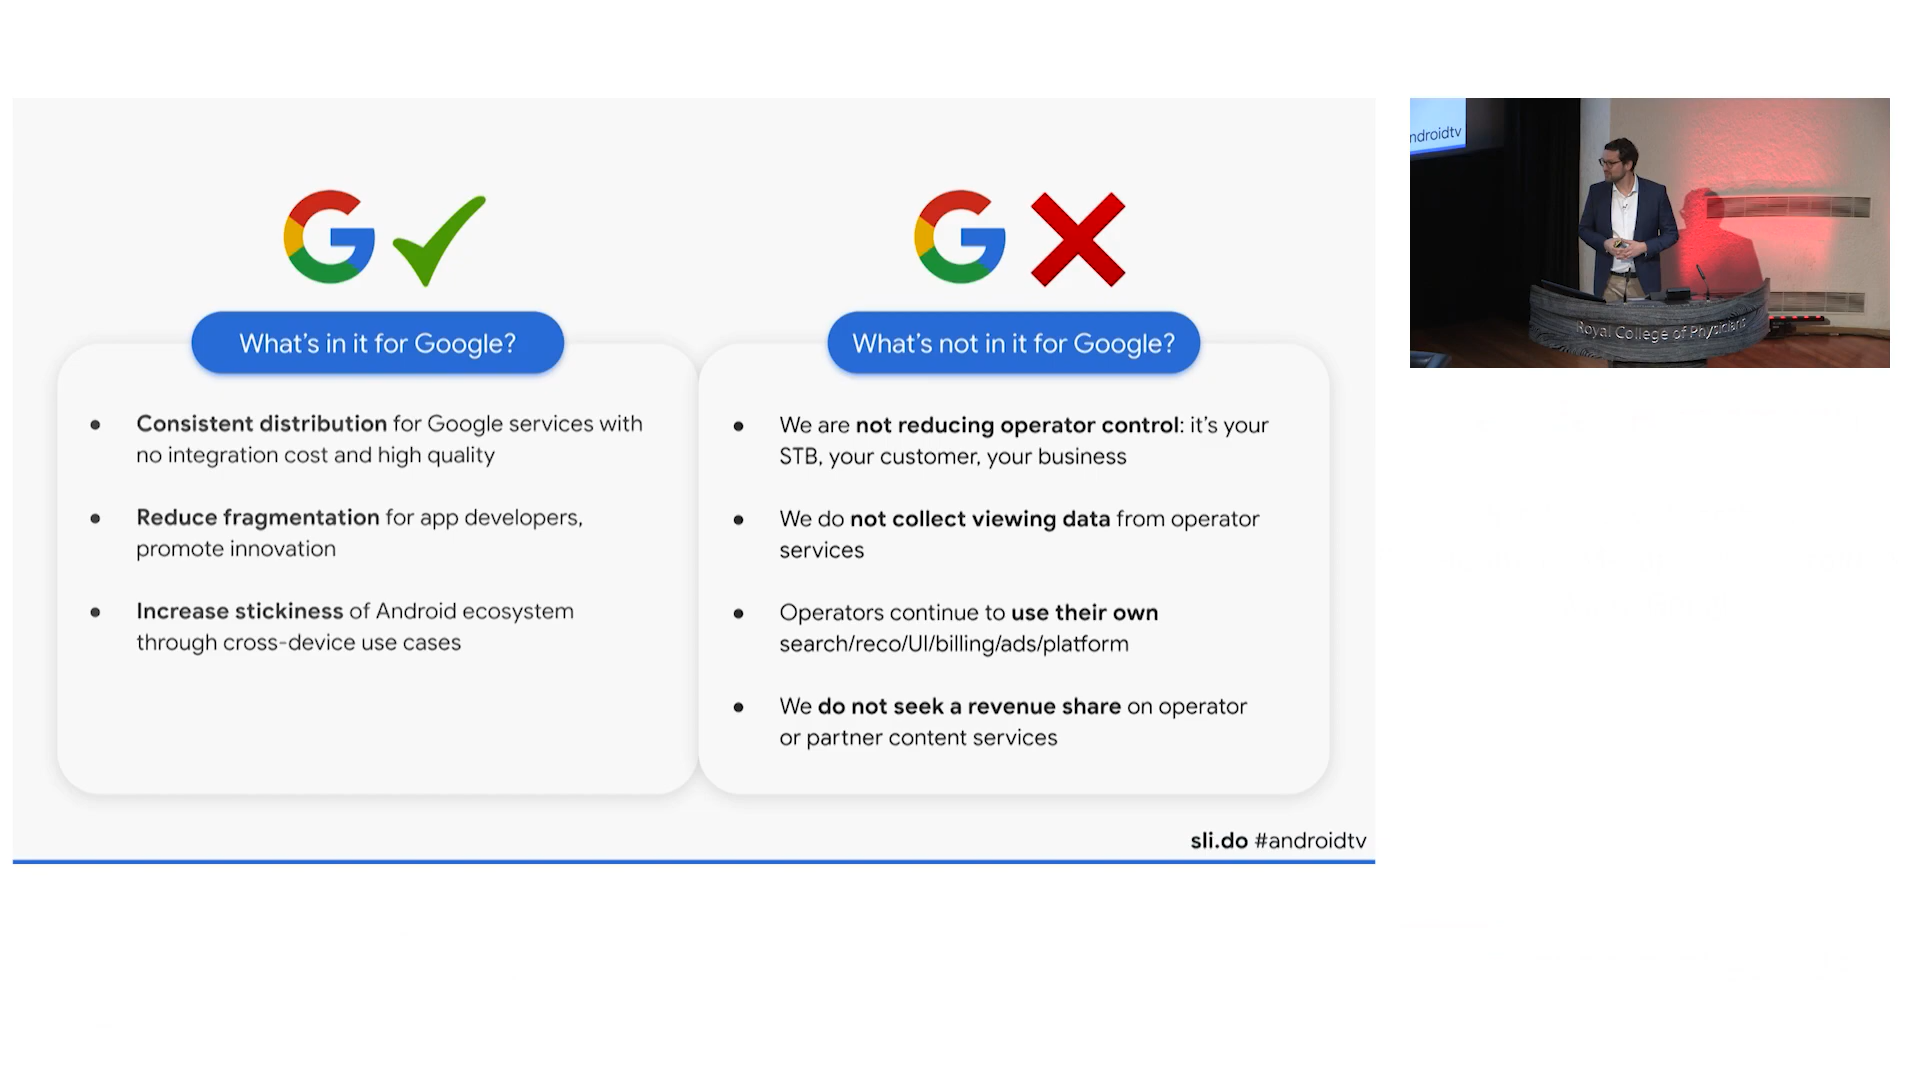 What's in it for Google?
Consistent distribution for Google services with
no integration cost and high quality
Reduce fragmentation for app developers,
promote innovation
Increase stickiness of Android ecosystem
through cross-device use cases
What's not in it for Google?
We are not reducing operator control: it's your
STB, your customer, your business
We do not collect viewing data from operator
services
Operators continue to use their own
search/reco/UI/billing/ads/platform
We do not seek a revenue share on operator
or partner content services
sli.do #androidtv
ndroidtv
Royal College of Physicians